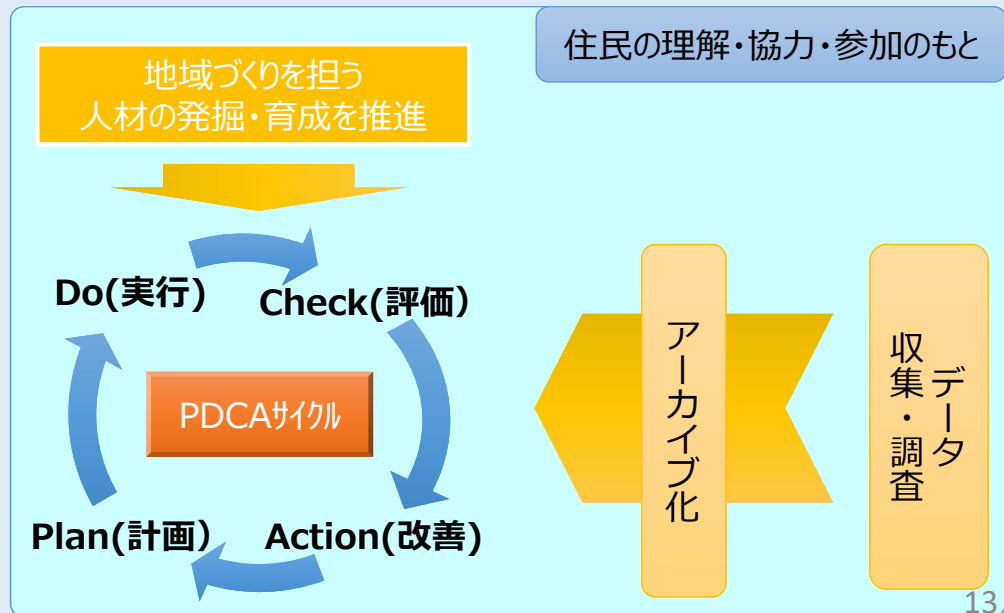 住民の理解・協力・参加のもと
地域づくりを担う
人材の発掘・育成を推進
Do(実行)
Check(評価）
PDCAｻｲｸﾙ
Plan(計画）
Action(改善)
アーカイブ化
データ
収集・調査
13